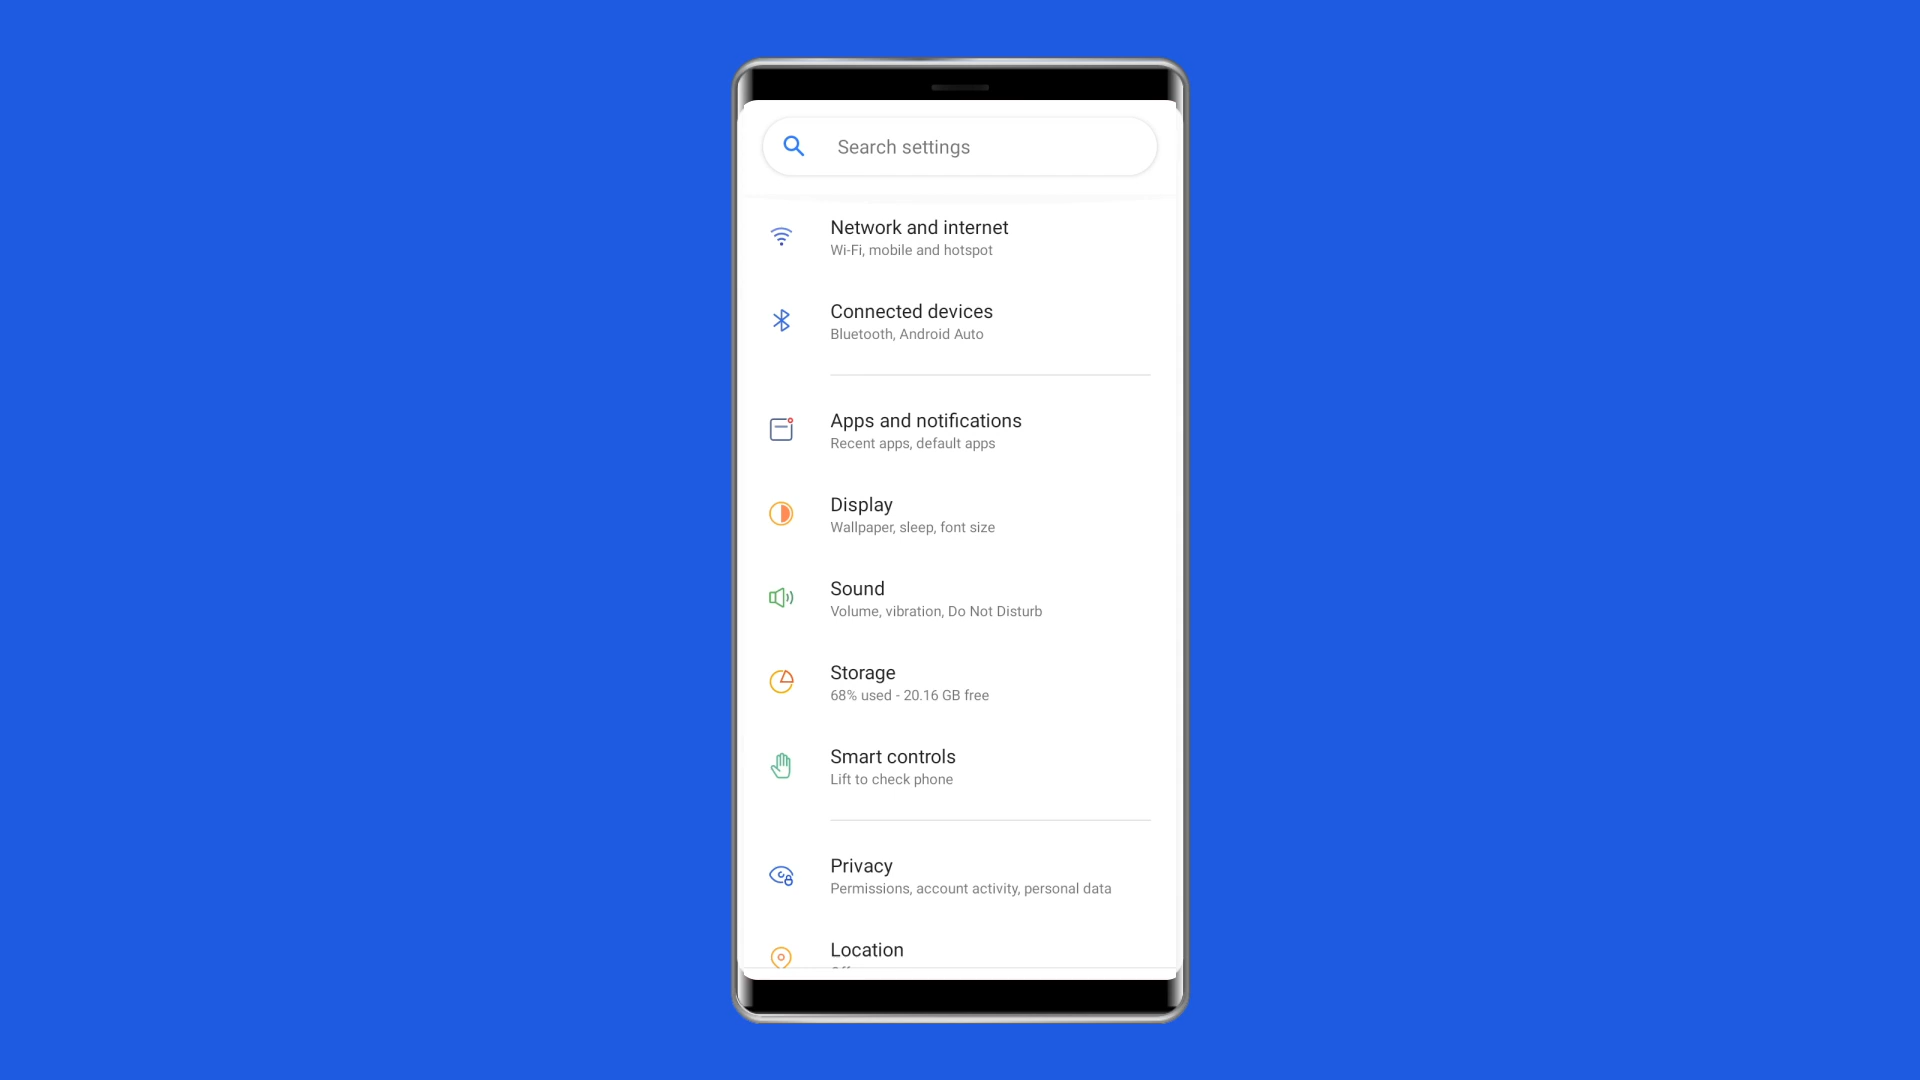 Search settings
Network and internet
Wi-Fi, mobile and hotspot
Connected devices
Bluetooth, Android Auto
Apps and notifications
Recent apps, default apps
Display
Wallpaper, sleep, font size
Sound
Volume, vibration, Do Not Disturb
Storage
68% used - 20.16 GB free
Smart controls
Lift to check phone
Privacy
Permissions, account activity, personal data
Location